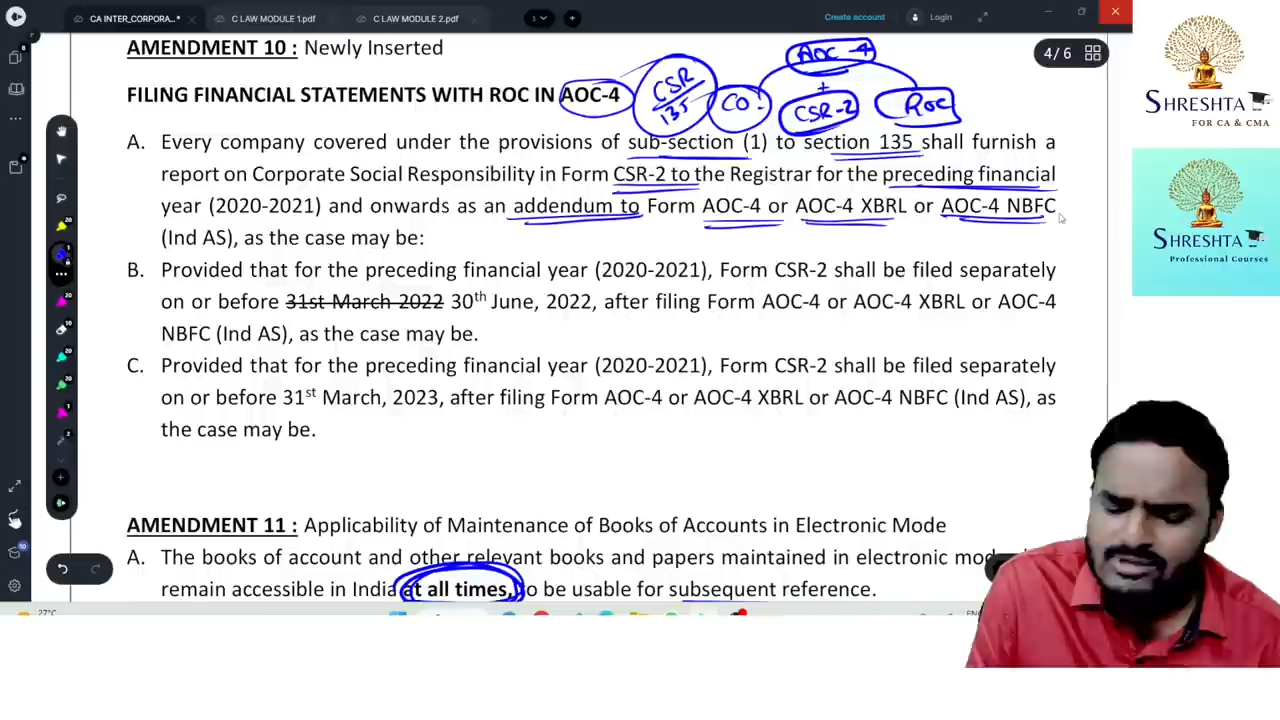 CA INTER_CORPORA...*
C LAW MODULE 1.pdf
C LAW MODULE 2.pdf
3
Create account
Login
AMENDMENT 10 : Newly Inserted
4/6
AOC-4
CSR
135
CO.
+
CSR-2
ROC
FILING FINANCIAL STATEMENTS WITH ROC IN AOC-4
A. Every company covered under the provisions of sub-section (1) to section 135 shall furnish a
report on Corporate Social Responsibility in Form CSR-2 to the Registrar for the preceding financial
year (2020-2021) and onwards as an addendum to Form AOC-4 or AOC-4 XBRL or AOC-4 NBFC
(Ind AS), as the case may be:
B. Provided that for the preceding financial year (2020-2021), Form CSR-2 shall be filed separately
on or before 31st March 2022 30th June, 2022, after filing Form AOC-4 or AOC-4 XBRL or AOC-4
NBFC (Ind AS), as the case may be.
C. Provided that for the preceding financial year (2020-2021), Form CSR-2 shall be filed separately
on or before 31st March, 2023, after filing Form AOC-4 or AOC-4 XBRL or AOC-4 NBFC (Ind AS), as
the case may be.
AMENDMENT 11 : Applicability of Maintenance of Books of Accounts in Electronic Mode
A. The books of account and other relevant books and papers maintained in electronic
remain accessible in India at all times, to be usable for subsequent reference.
27°C
SHRESHTA
FOR CA & CMA
SHRESHTA
Professional Courses